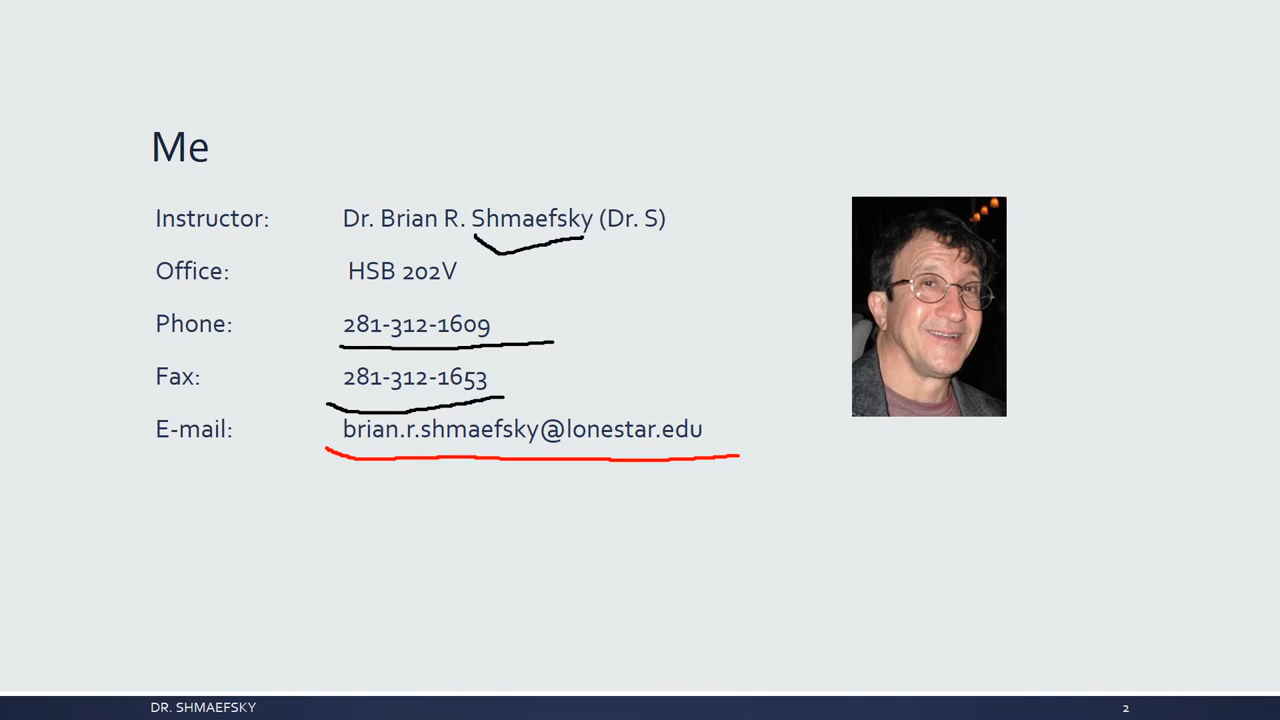 Me
Instructor: Dr. Brian R. Shmaefsky (Dr. S)
Office: HSB 202V
Phone: 281-312-1609
Fax: 281-312-1653
E-mail: brian.r.shmaefsky@lonestar.edu
DR. SHMAEFSKY 2